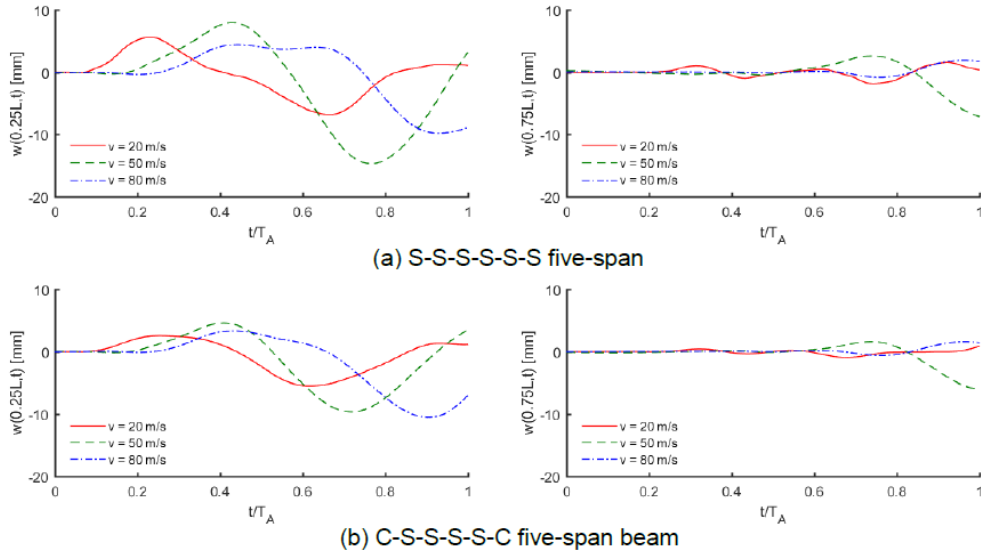 10
0
-10
-20
w(0.25L.t) [mm]
v = 20 m/s
v = 50 m/s
v = 80 m/s
0 0.2 0.4 0.6 0.8 1
t/T_A
10
0
-10
-20
w(0.75L.t) [mm]
v = 20 m/s
v = 50 m/s
v = 80 m/s
0 0.2 0.4 0.6 0.8 1
t/T_A
(a) S-S-S-S-S-S five-span
10
0
-10
-20
w(0.25L.t) [mm]
v = 20 m/s
v = 50 m/s
v = 80 m/s
0 0.2 0.4 0.6 0.8 1
t/T_A
10
0
-10
-20
w(0.75L.t) [mm]
v = 20 m/s
v = 50 m/s
v = 80 m/s
0 0.2 0.4 0.6 0.8 1
t/T_A
(b) C-S-S-S-S-C five-span beam